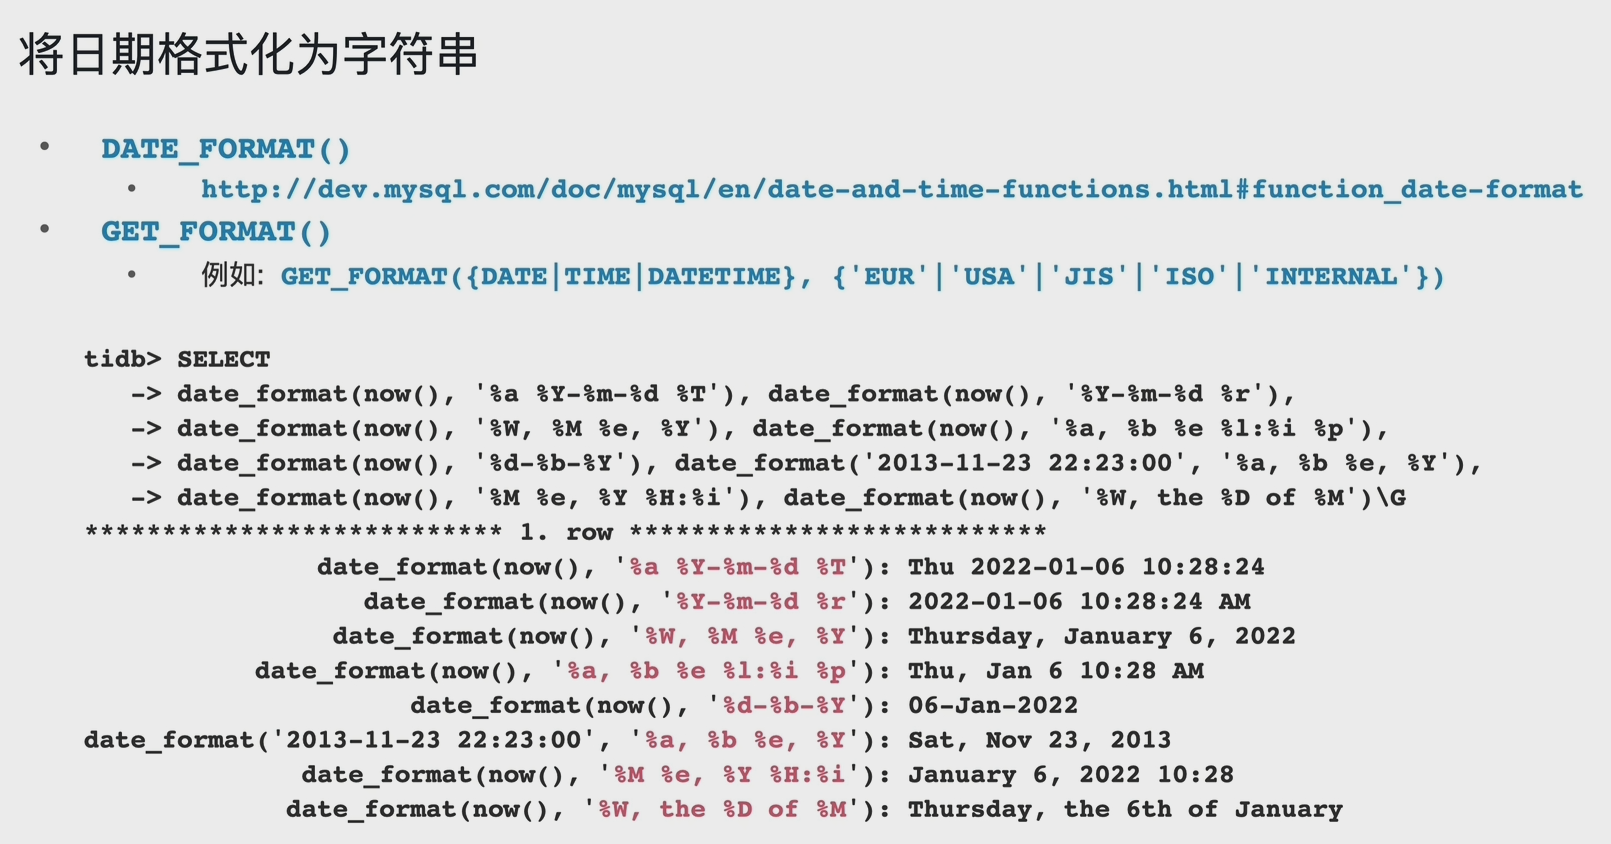 将日期格式化为字符串
• DATE_FORMAT()
• http://dev.mysql.com/doc/mysql/en/date-and-time-functions.html#function_date-format
• GET_FORMAT()
• 例如: GET_FORMAT({DATE|TIME|DATETIME}, {'EUR'|'USA'|'JIS'|'ISO'|'INTERNAL'})
tidb> SELECT
-> date_format(now(), '%a %Y-%m-%d %T'), date_format(now(), '%Y-%m-%d %r'),
-> date_format(now(), '%W, %M %e, %Y'), date_format(now(), '%a, %b %e %l:%i %p'),
-> date_format(now(), '%d-%b-%Y'), date_format('2013-11-23 22:23:00', '%a, %b %e, %Y'),
-> date_format(now(), '%M %e, %Y %H:%i'), date_format(now(), '%W, the %D of %M')\G
*************************** 1. row ***************************
date_format(now(), '%a %Y-%m-%d %T'): Thu 2022-01-06 10:28:24
date_format(now(), '%Y-%m-%d %r'): 2022-01-06 10:28:24 AM
date_format(now(), '%W, %M %e, %Y'): Thursday, January 6, 2022
date_format(now(), '%a, %b %e %l:%i %p'): Thu, Jan 6 10:28 AM
date_format(now(), '%d-%b-%Y'): 06-Jan-2022
date_format('2013-11-23 22:23:00', '%a, %b %e, %Y'): Sat, Nov 23, 2013
date_format(now(), '%M %e, %Y %H:%i'): January 6, 2022 10:28
date_format(now(), '%W, the %D of %M'): Thursday, the 6th of January